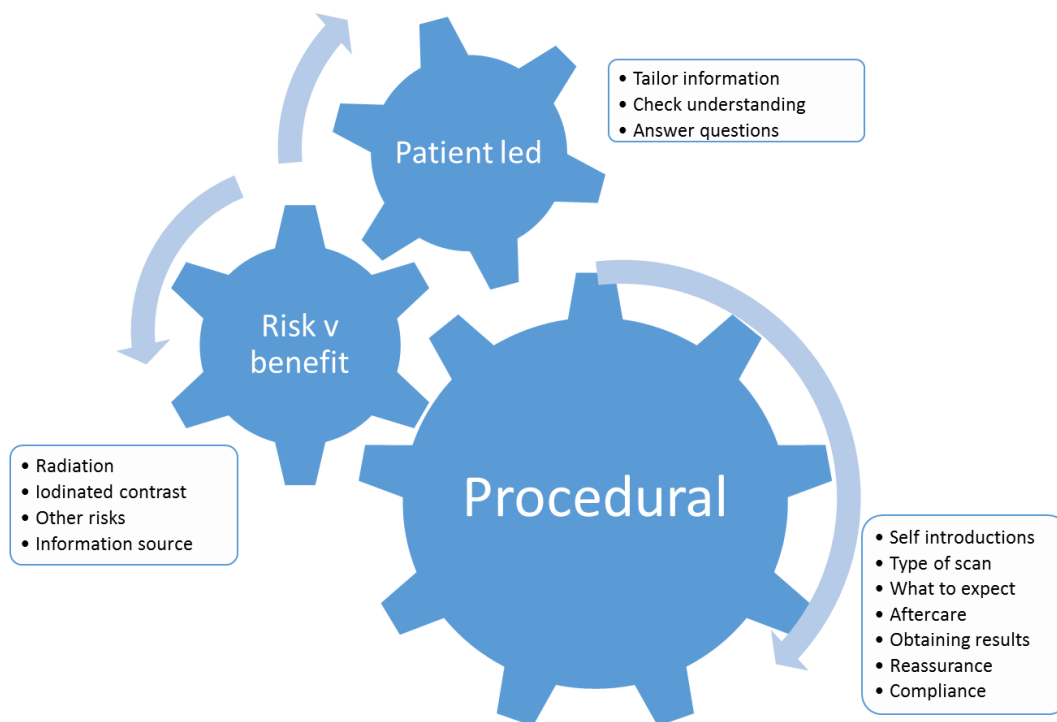 Patient led
• Tailor information
• Check understanding
• Answer questions
Risk v
benefit
• Radiation
• Iodinated contrast
• Other risks
• Information source
Procedural
• Self introductions
• Type of scan
• What to expect
• Aftercare
• Obtaining results
• Reassurance
• Compliance